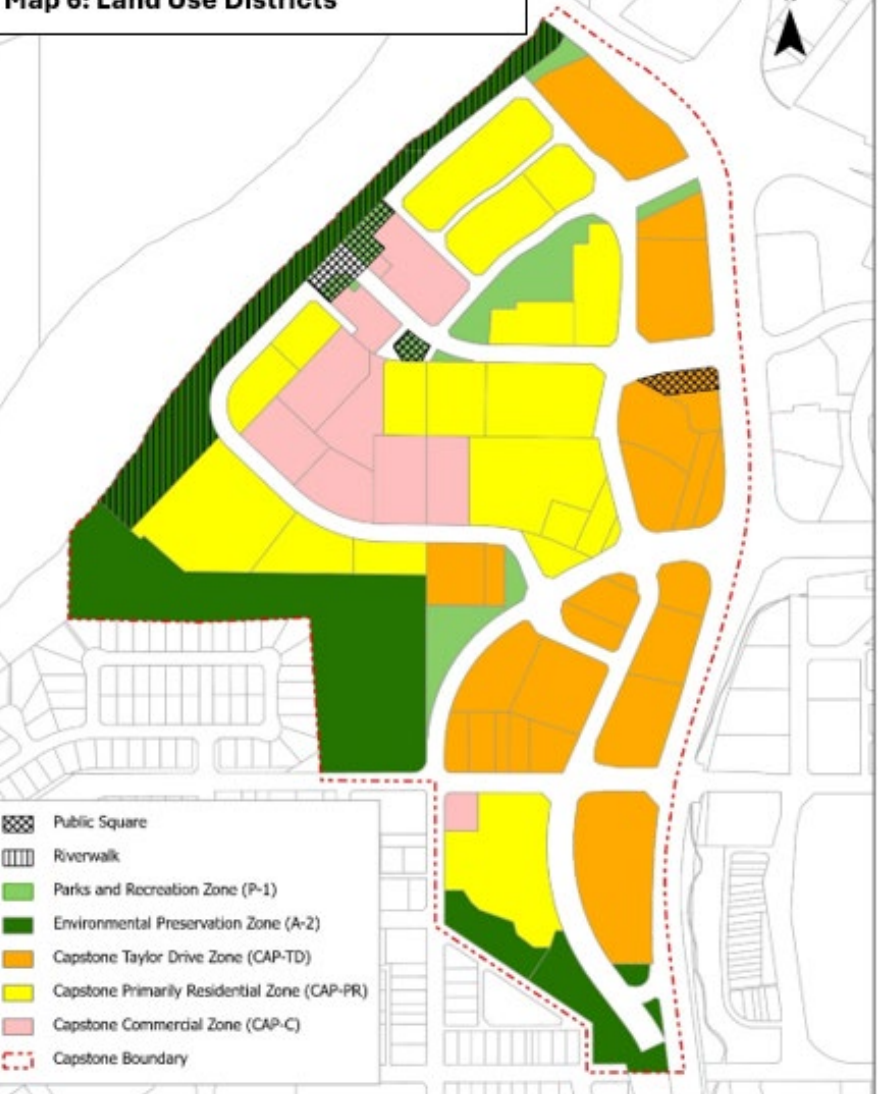 Map 6: Land Use Districts
Public Square
Riverwalk
Parks and Recreation Zone (P-1)
Environmental Preservation Zone (A-2)
Capstone Taylor Drive Zone (CAP-TD)
Capstone Primarily Residential Zone (CAP-PR)
Capstone Commercial Zone (CAP-C)
Capstone Boundary